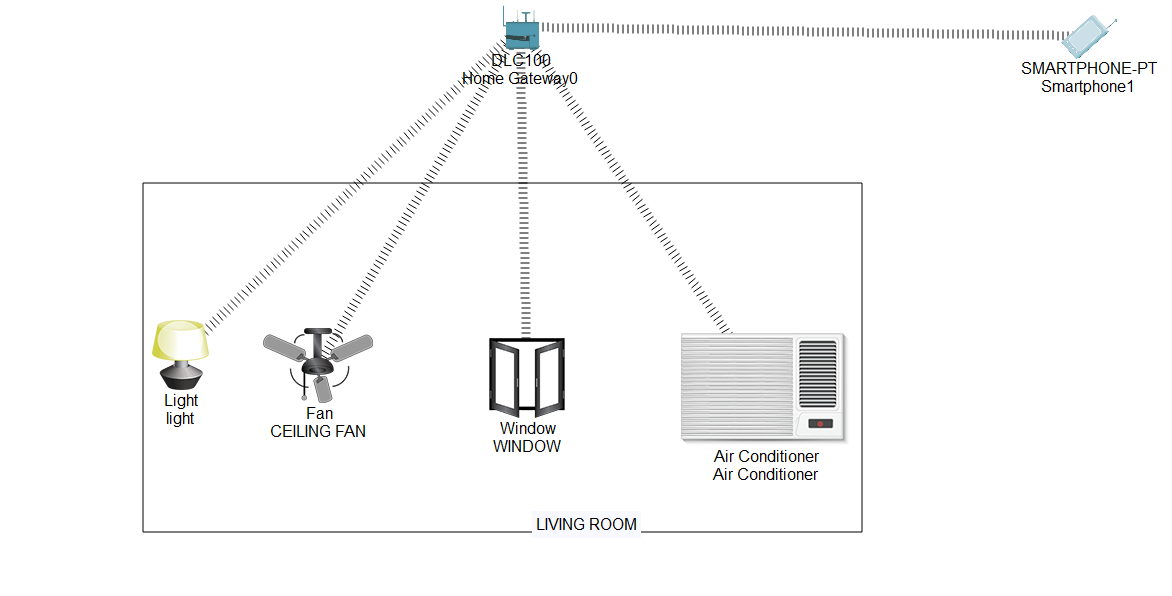 DLC100
Home Gateway0
SMARTPHONE-PT
Smartphone1
Light
light
Fan
CEILING FAN
Window
WINDOW
Air Conditioner
Air Conditioner
LIVING ROOM